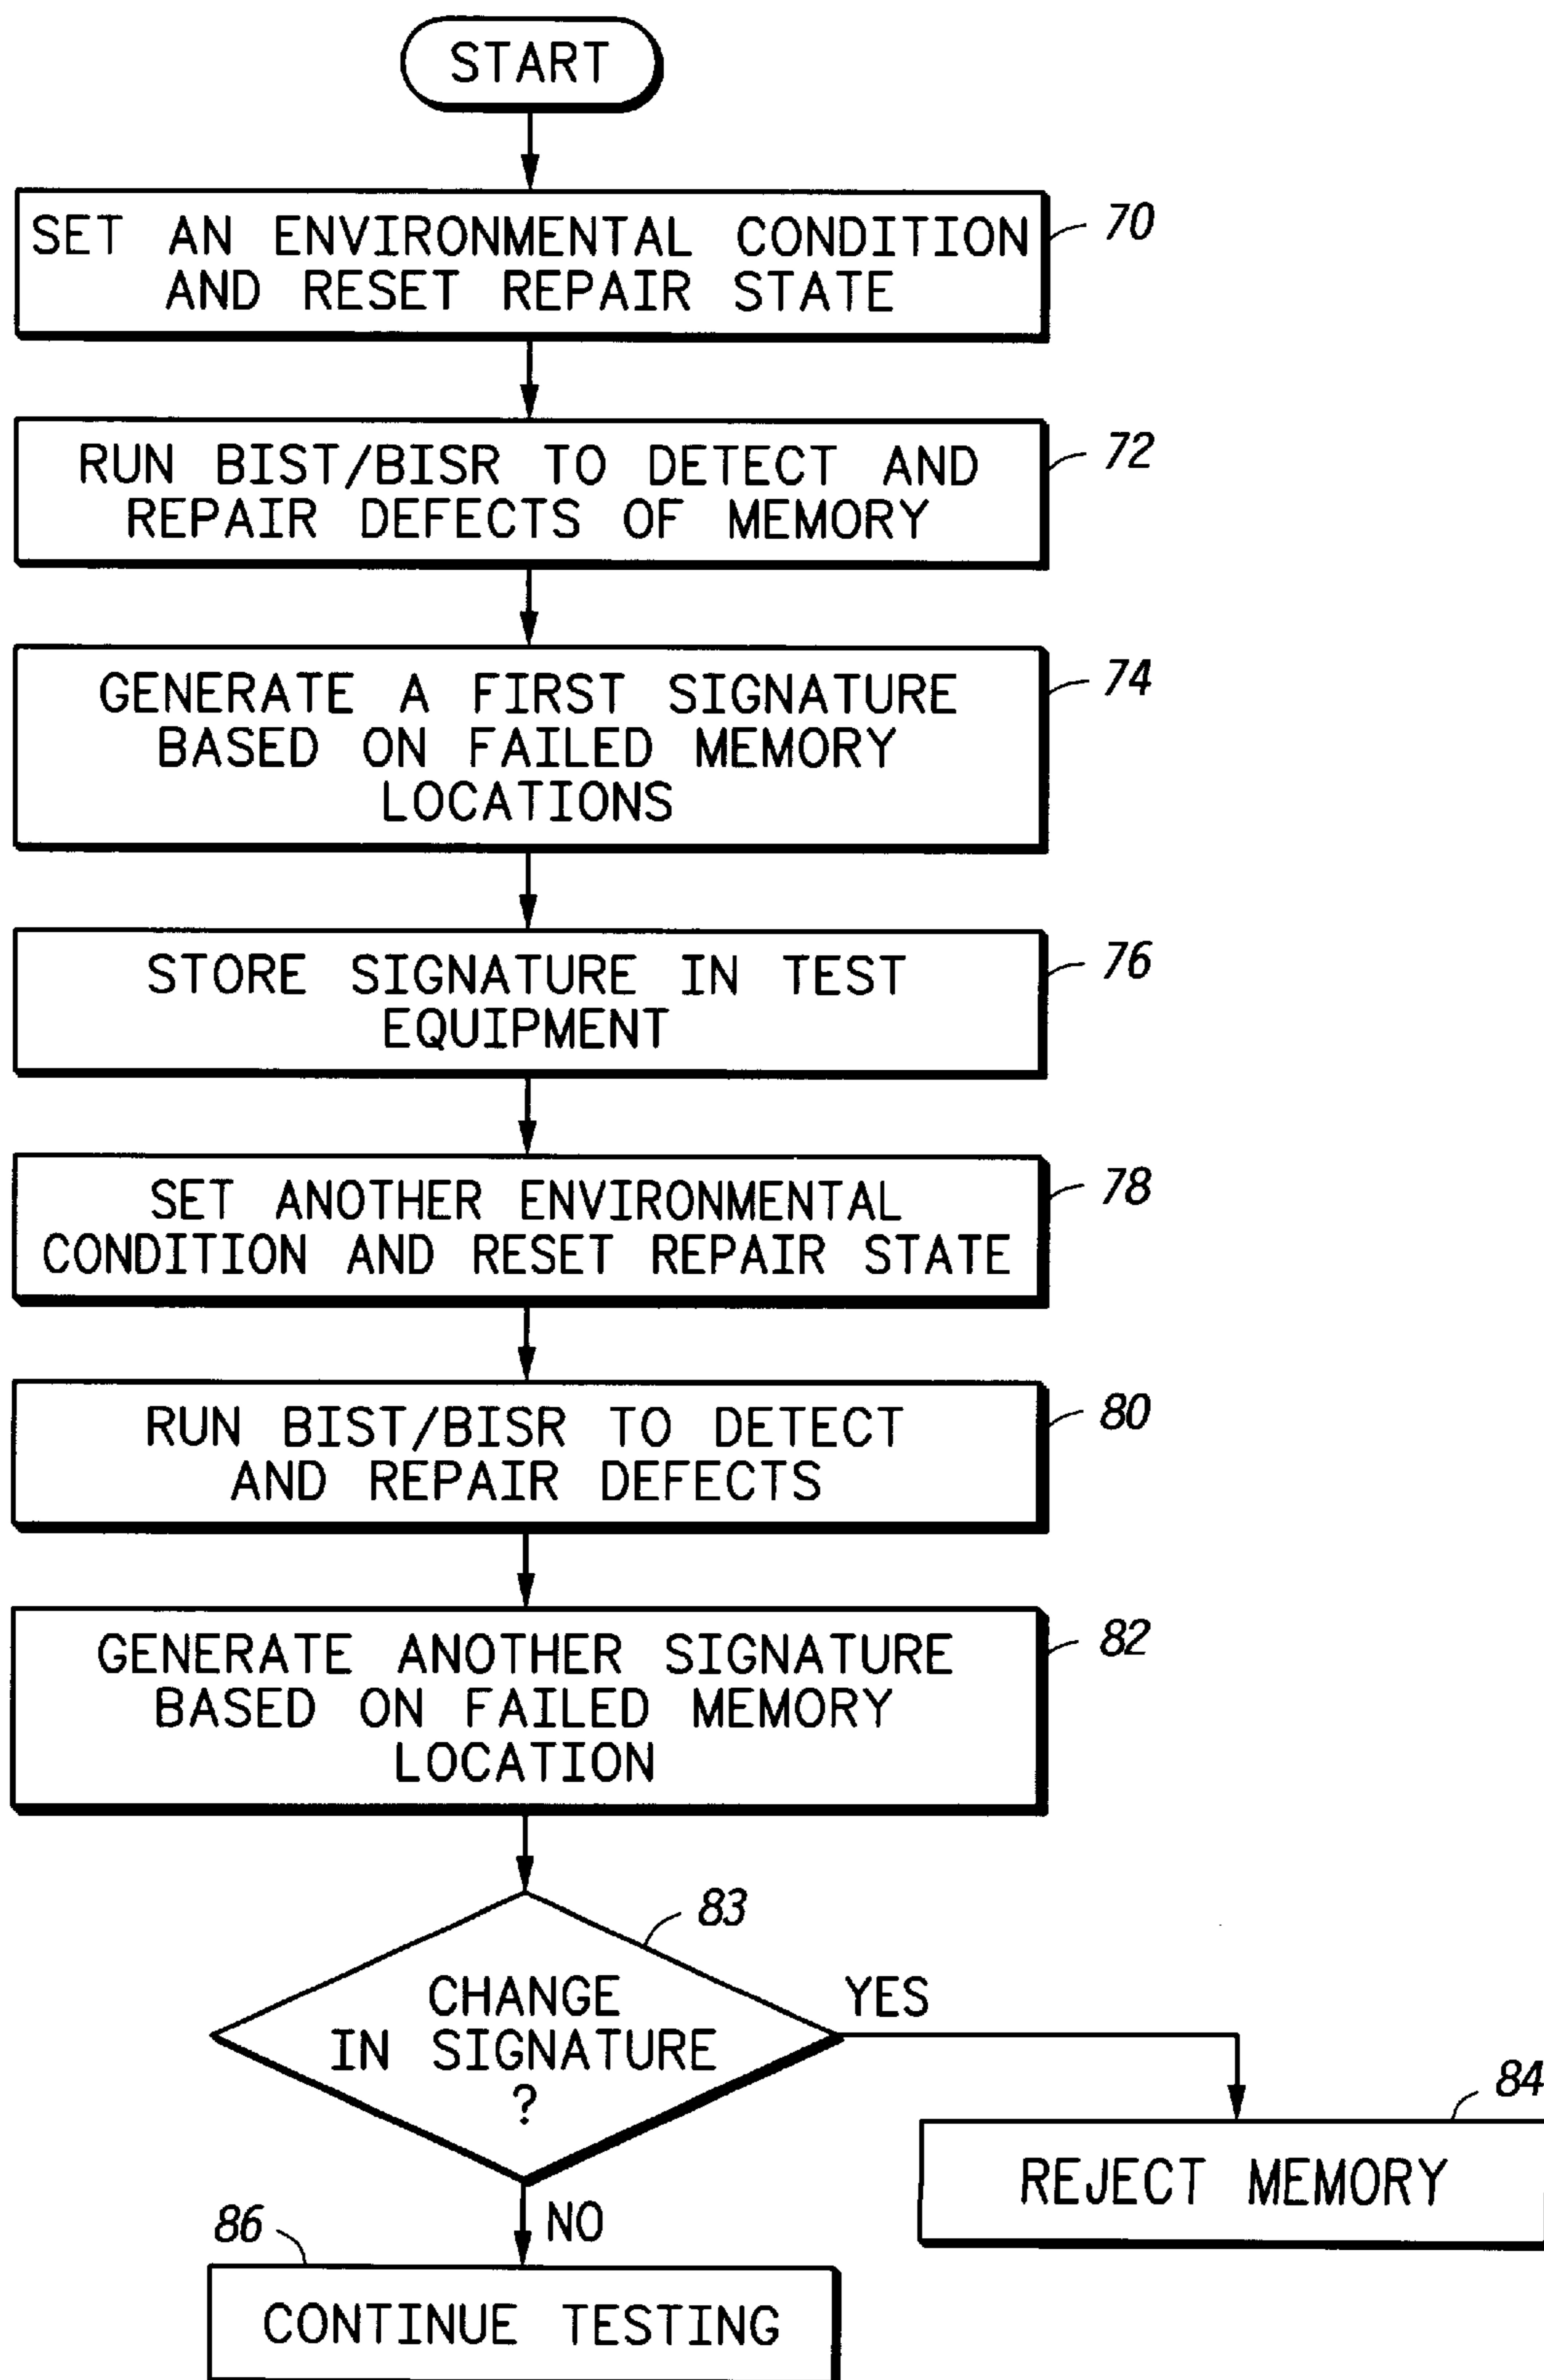 START
SET AN ENVIRONMENTAL CONDITION
AND RESET REPAIR STATE
70
RUN BIST/BISR TO DETECT AND
REPAIR DEFECTS OF MEMORY
72
GENERATE A FIRST SIGNATURE
BASED ON FAILED MEMORY
LOCATIONS
74
STORE SIGNATURE IN TEST
EQUIPMENT
76
SET ANOTHER ENVIRONMENTAL
CONDITION AND RESET REPAIR STATE
78
RUN BIST/BISR TO DETECT
AND REPAIR DEFECTS
80
GENERATE ANOTHER SIGNATURE
BASED ON FAILED MEMORY
LOCATION
82
83
CHANGE
IN SIGNATURE
?
YES
84
REJECT MEMORY
NO
86
CONTINUE TESTING